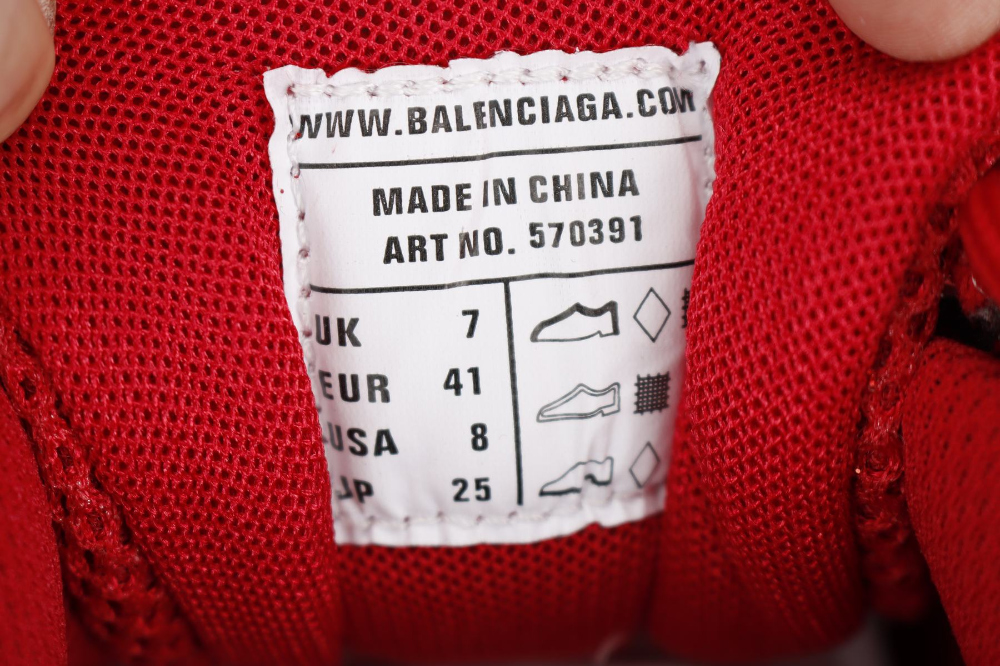 WWW.BALENCIAGA.COM
MADE IN CHINA
ART NO. 570391
UK 7
EUR 41
USA 8
JP 25